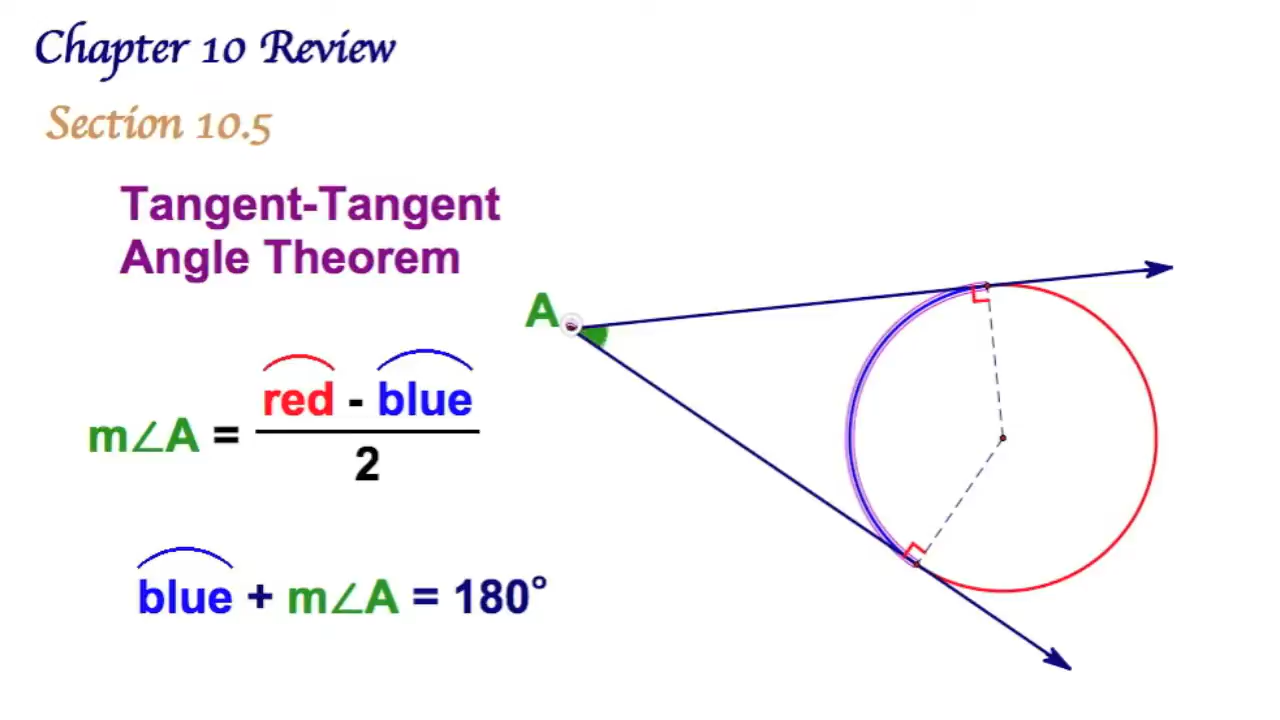 Chapter 10 Review
Section 10.5
Tangent-Tangent
Angle Theorem
A
m∠A = red - blue
2
blue + m∠A = 180°